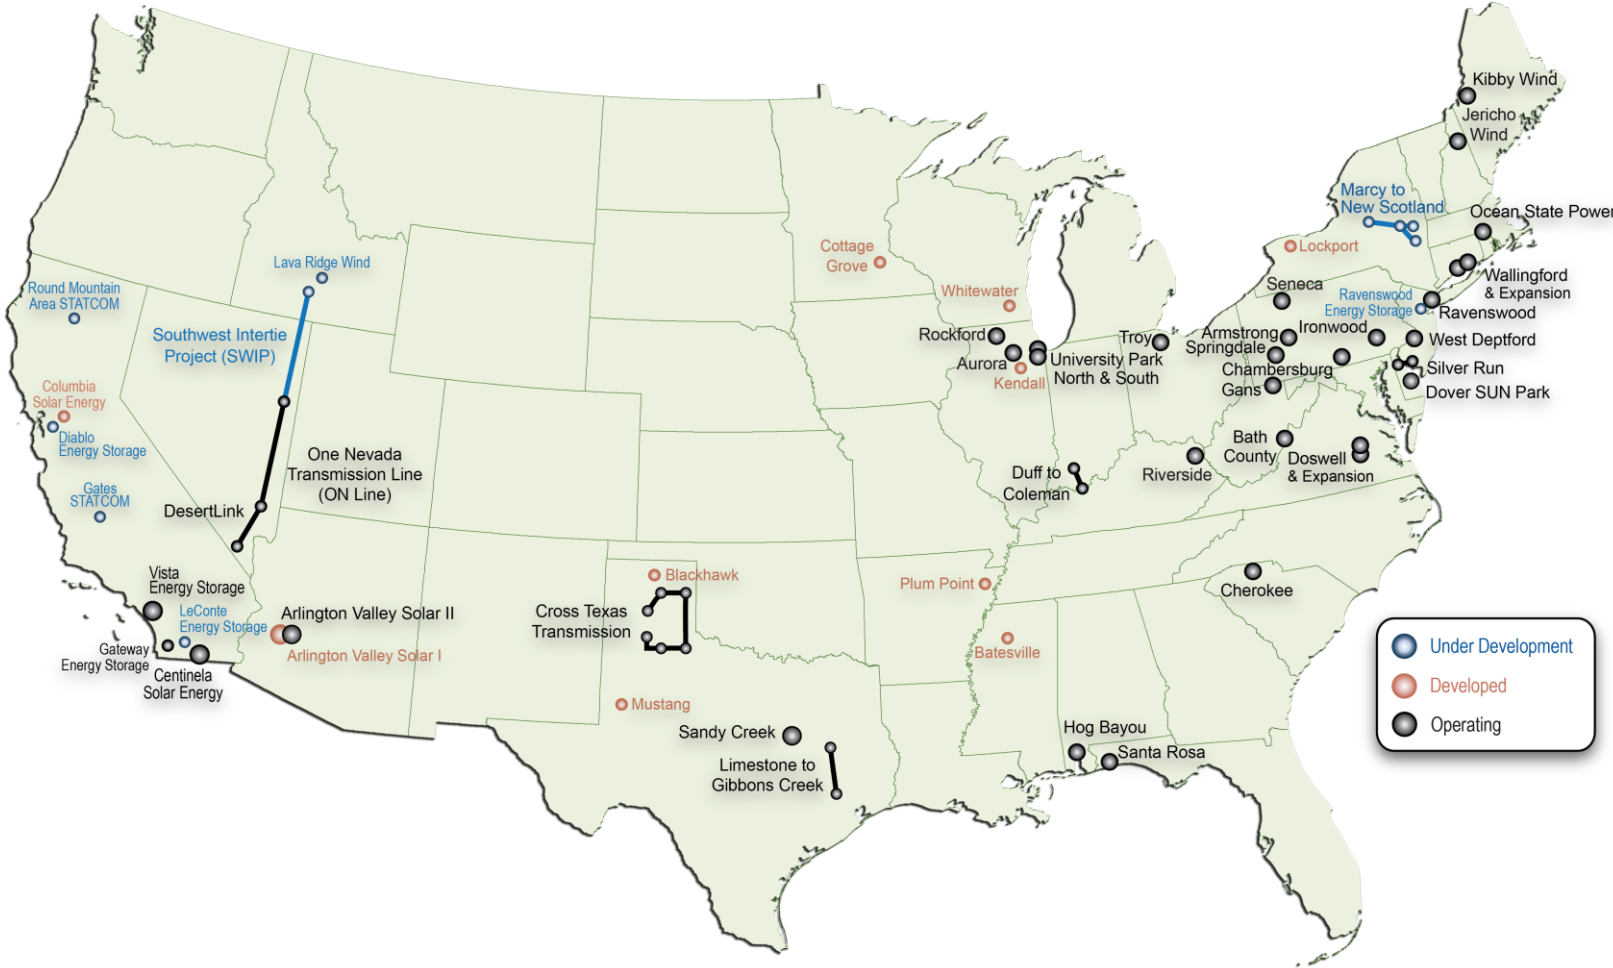 Kibby Wind
Jericho
Wind
Marcy to
New Scotland
Ocean State Power
Lockport
Cottage
Grove
Lava Ridge Wind
Wallingford
& Expansion
Seneca
Round Mountain
Area STATCOM
Whitewater
Ravenswood
Energy Storage
Ravenswood
Southwest Intertie
Project (SWIP)
Rockford
Troy
Armstrong
Ironwood
West Deptford
Springdale
Aurora
University Park
North & South
Kendall
Chambersburg
Silver Run
Gans
Dover SUN Park
Columbia
Solar Energy
Diablo
Energy Storage
Bath
County
Doswell
& Expansion
One Nevada
Transmission Line
(ON Line)
Duff to
Coleman
Riverside
Gates
STATCOM
DesertLink
Vista
Energy Storage
Blackhawk
Plum Point
Cherokee
LeConte
Energy Storage
Arlington Valley Solar II
Cross Texas
Transmission
Gateway
Energy Storage
Arlington Valley Solar I
Batesville
Under Development
Centinela
Solar Energy
Developed
Mustang
Operating
Sandy Creek
Hog Bayou
Santa Rosa
Limestone to
Gibbons Creek